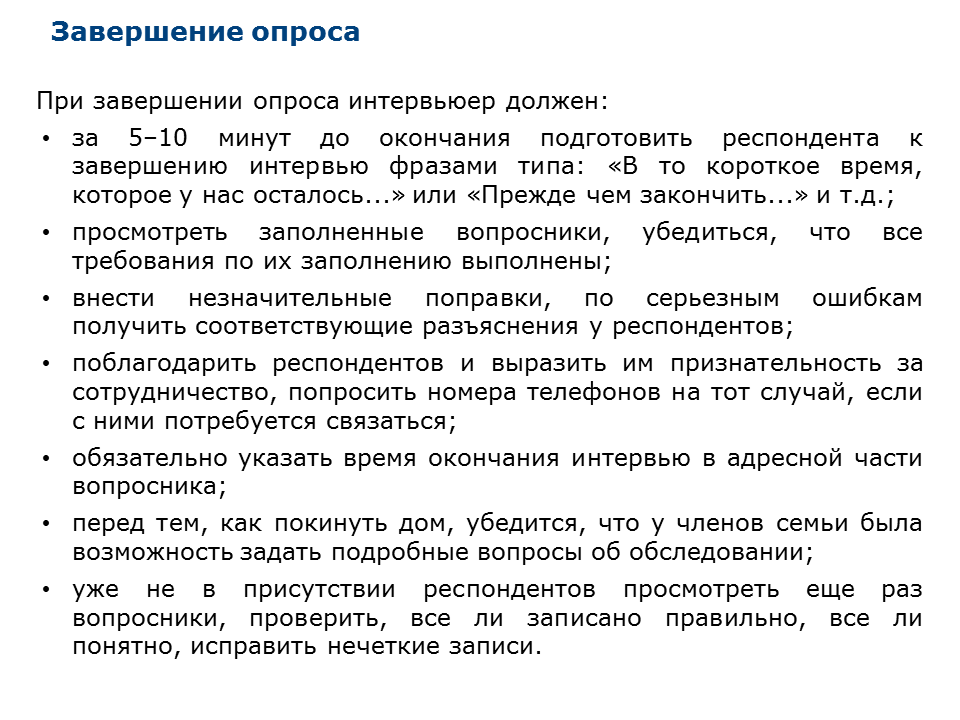 Завершение опроса
При завершении опроса интервьюер должен:
• за 5–10 минут до окончания подготовить респондента к
завершению интервью фразами типа: «В то короткое время,
которое у нас осталось...» или «Прежде чем закончить...» и т.д.;
• просмотреть заполненные вопросники, убедиться, что все
требования по их заполнению выполнены;
• внести незначительные поправки, по серьезным ошибкам
получить соответствующие разъяснения у респондентов;
• поблагодарить респондентов и выразить им признательность за
сотрудничество, попросить номера телефонов на тот случай, если
с ними потребуется связаться;
• обязательно указать время окончания интервью в адресной части
вопросника;
• перед тем, как покинуть дом, убедится, что у членов семьи была
возможность задать подробные вопросы об обследовании;
• уже не в присутствии респондентов просмотреть еще раз
вопросники, проверить, все ли записано правильно, все ли
понятно, исправить нечеткие записи.